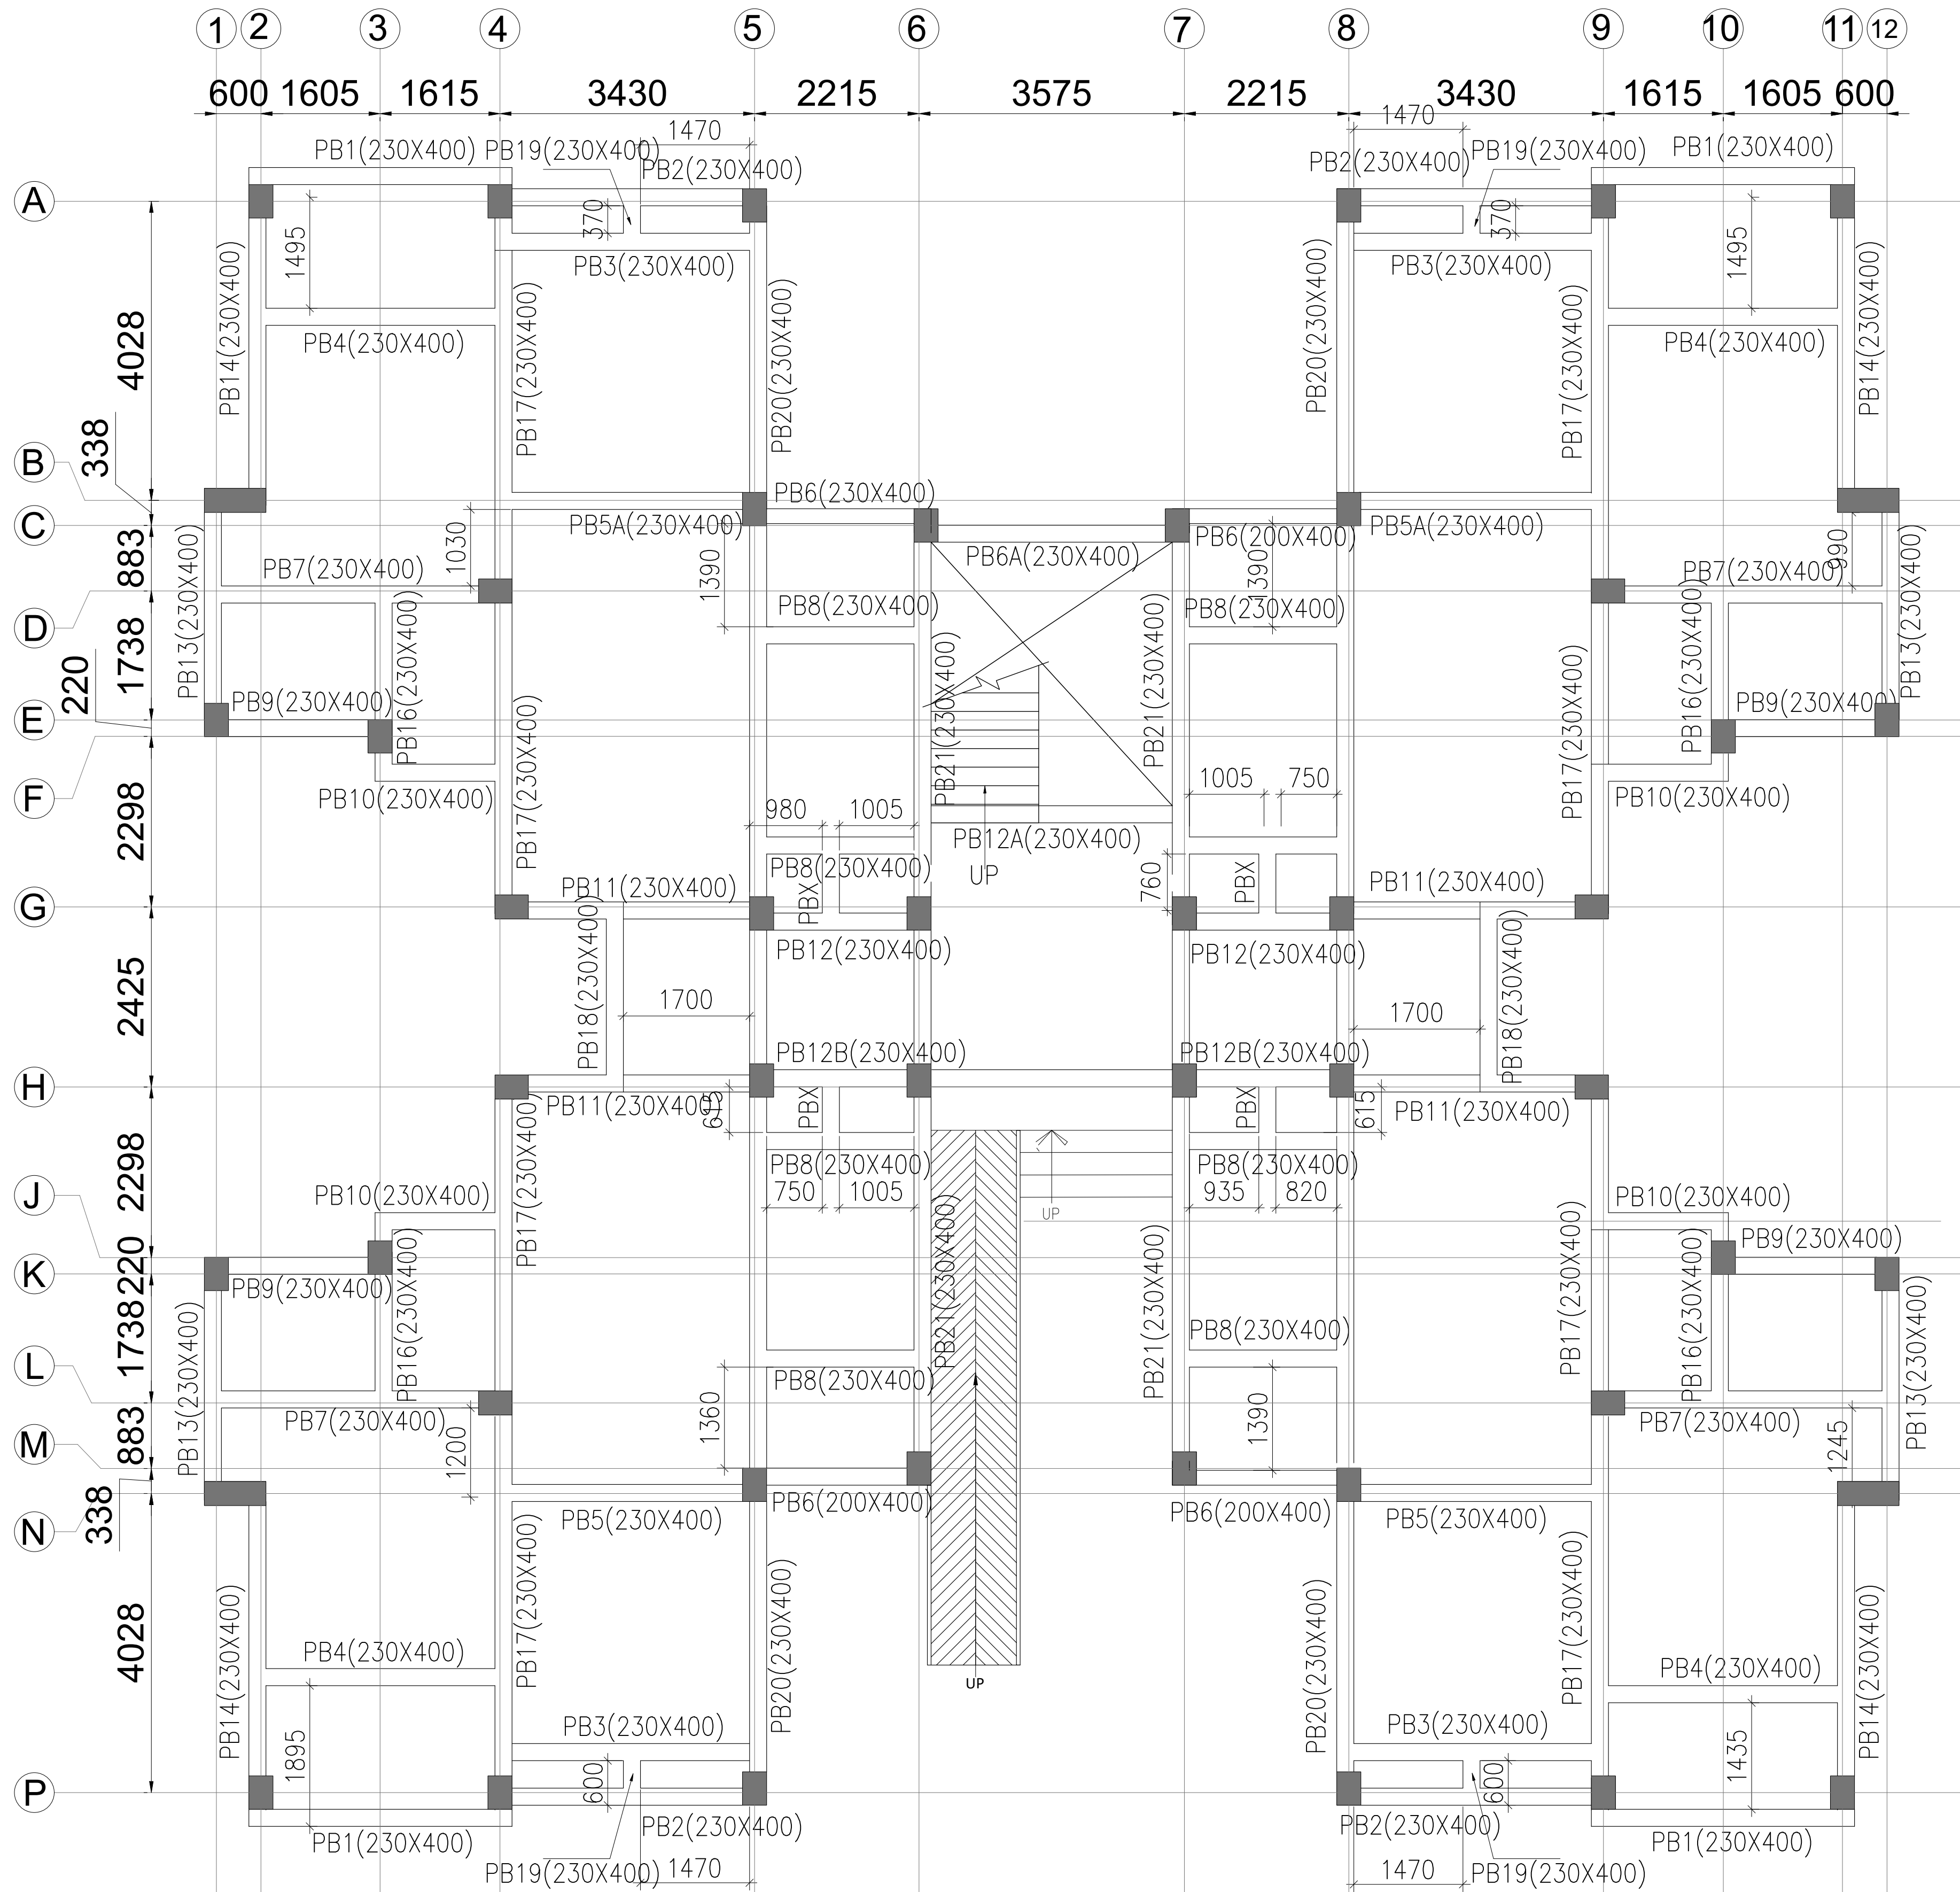 1 2 3 4 5 6 7 8 9 10 11 12
600 1605 1615 3430 2215 3575 2215 3430 1615 1605 600
1470 1470
PB1(230X400) PB19(230X400) PB2(230X400) PB2(230X400) PB19(230X400) PB1(230X400)
A
370 370
1495 1495
PB3(230X400) PB3(230X400)
PB14(230X400) PB17(230X400) PB20(230X400) PB20(230X400) PB17(230X400) PB14(230X400)
PB4(230X400) PB4(230X400)
4028
338
B
PB6(230X400)
C
PB5A(230X400) PB6A(230X400) PB6(200X400) PB5A(230X400)
883
1030 1390 1390 990
PB7(230X400) PB7(230X400)
PB13(230X400) PB13(230X400)
D
PB8(230X400) PB8(230X400)
1738
220
PB16(230X400) PB21(230X400) PB21(230X400) PB16(230X400)
PB9(230X400) PB9(230X400)
E
F
PB10(230X400) PB10(230X400)
PB17(230X400) PB17(230X400)
2298
980 1005 1005 750
PB12A(230X400)
UP
PB8(230X400)
PBX 760 PBX
PB11(230X400) PB11(230X400)
G
PB12(230X400) PB12(230X400)
2425
PB18(230X400) PB18(230X400)
1700 1700
PB12B(230X400) PB12B(230X400)
H
PB11(230X400) 615 PBX PBX 615 PB11(230X400)
2298
PB17(230X400)
PB8(230X400) PB8(230X400)
750 1005 935 820
J
PB10(230X400) UP PB10(230X400)
PB9(230X400)
220
K
PB9(230X400)
PB21(230X400) PB21(230X400) PB17(230X400)
PB16(230X400) PB16(230X400)
PB13(230X400) PB13(230X400)
1738
PB8(230X400)
L
PB8(230X400)
PB7(230X400) PB7(230X400)
883
M
1200 1360 1390 1245
338
N
PB5(230X400) PB6(200X400) PB6(200X400) PB5(230X400)
PB17(230X400) PB20(230X400) PB20(230X400) PB17(230X400)
PB14(230X400) PB14(230X400)
4028
PB4(230X400) PB4(230X400)
UP
PB3(230X400) PB3(230X400)
1895 1435
600 600
P
PB1(230X400) PB2(230X400) PB2(230X400) PB1(230X400)
PB19(230X400) 1470 1470 PB19(230X400)